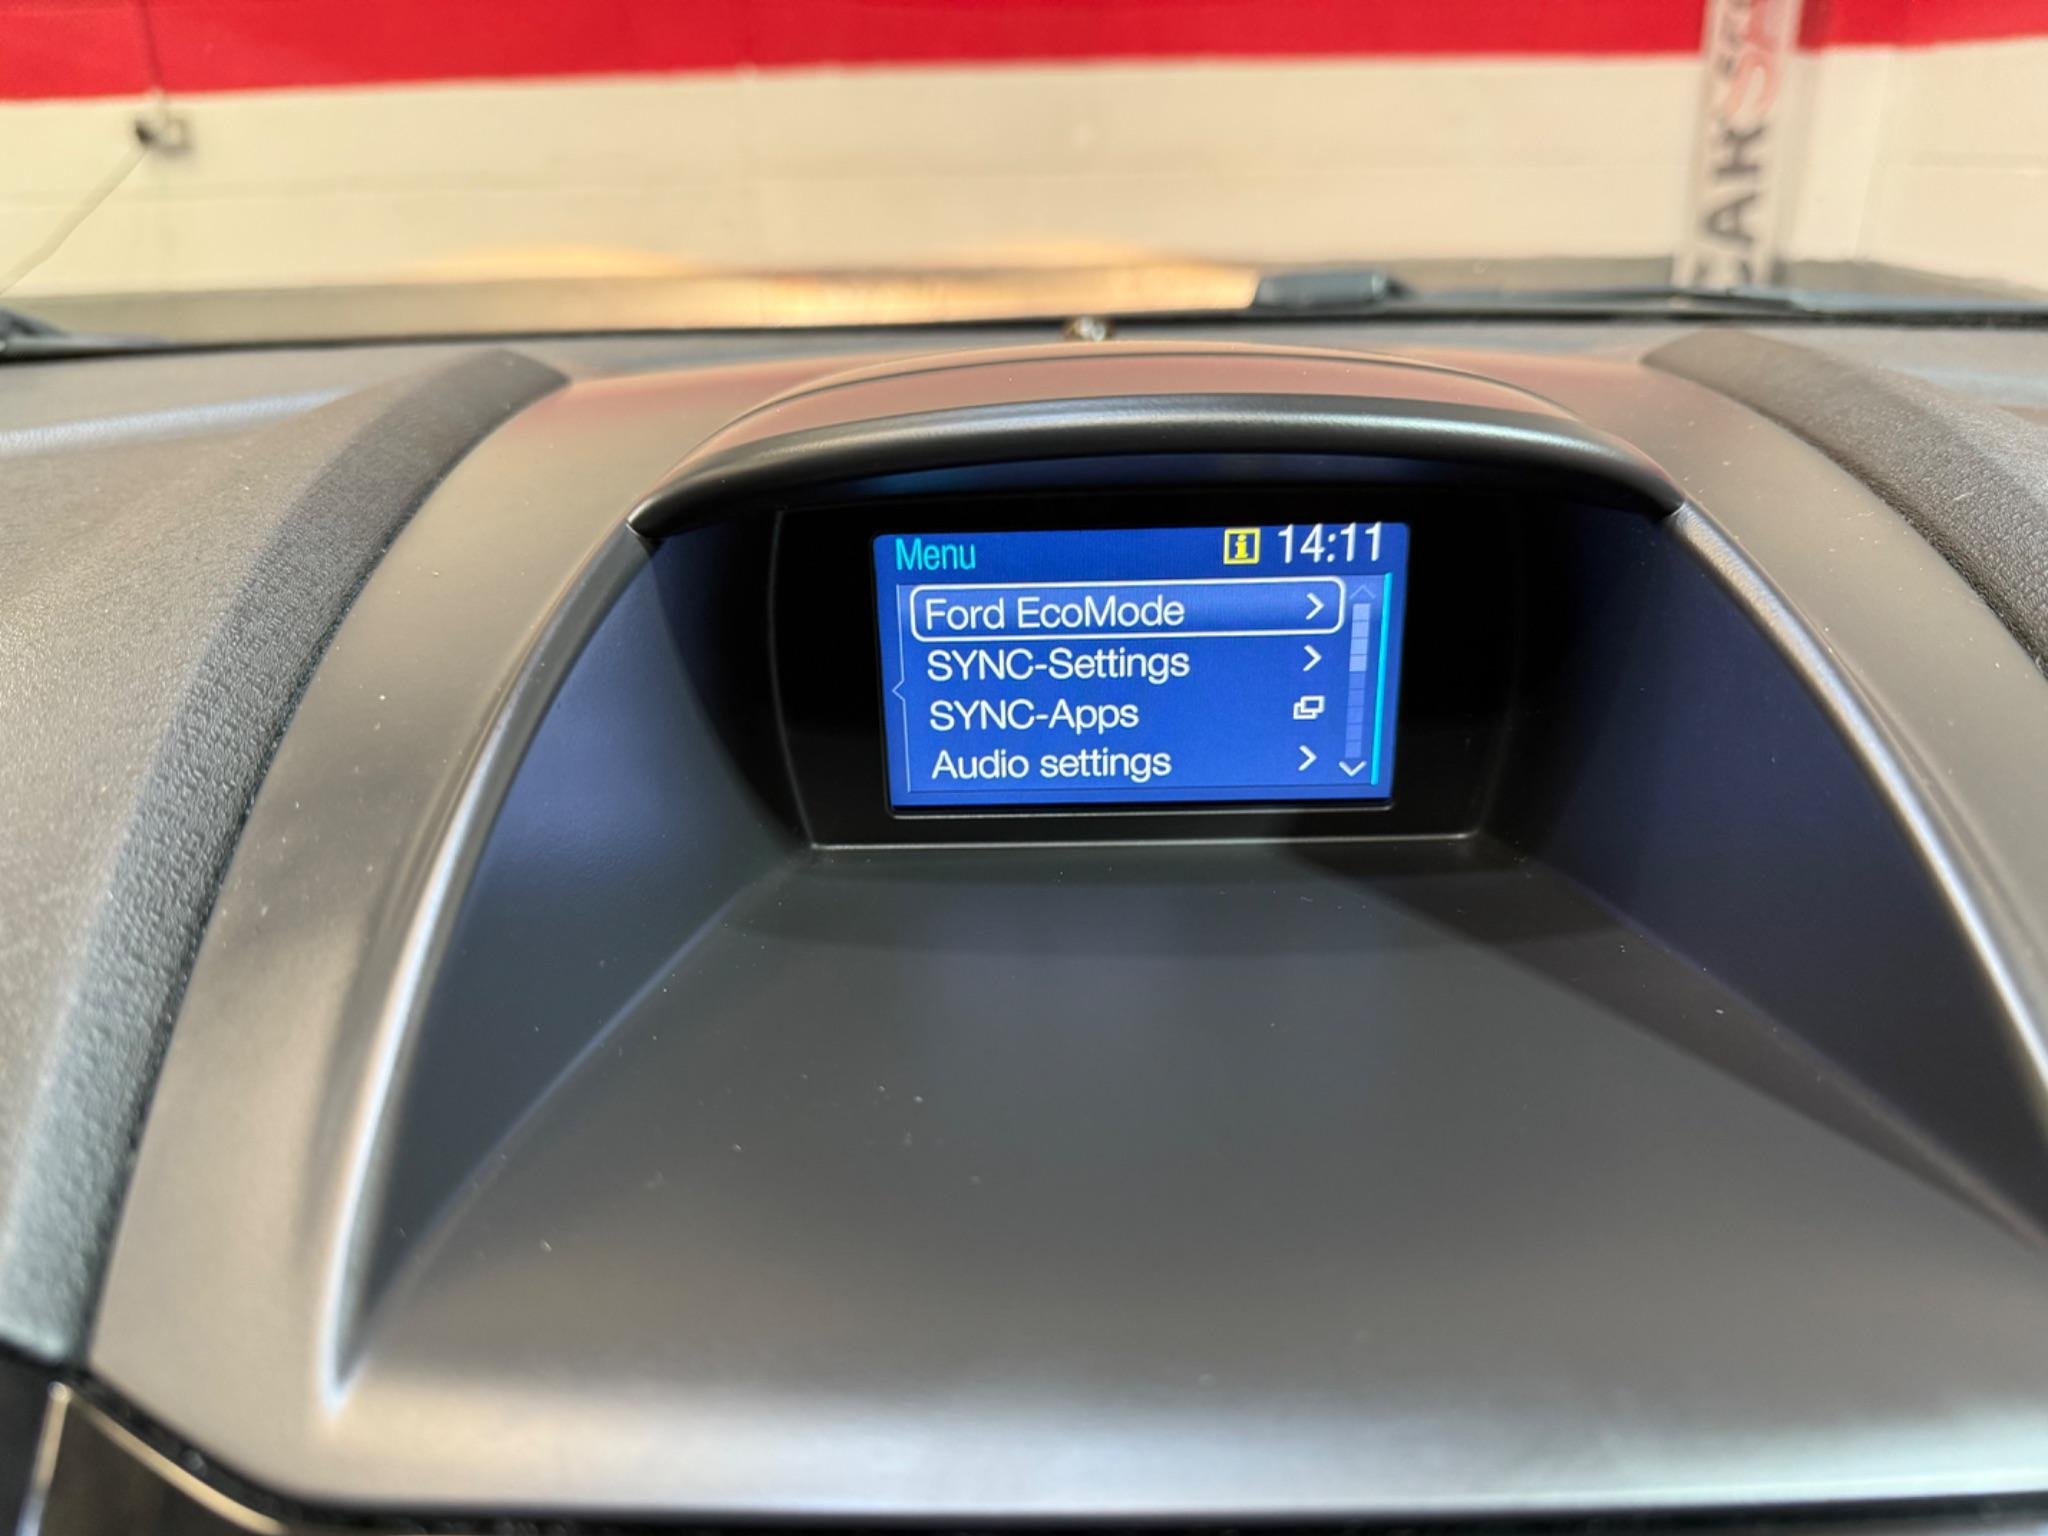 Menu
i 14:11
Ford EcoMode
SYNC-Settings
SYNC-Apps
Audio settings